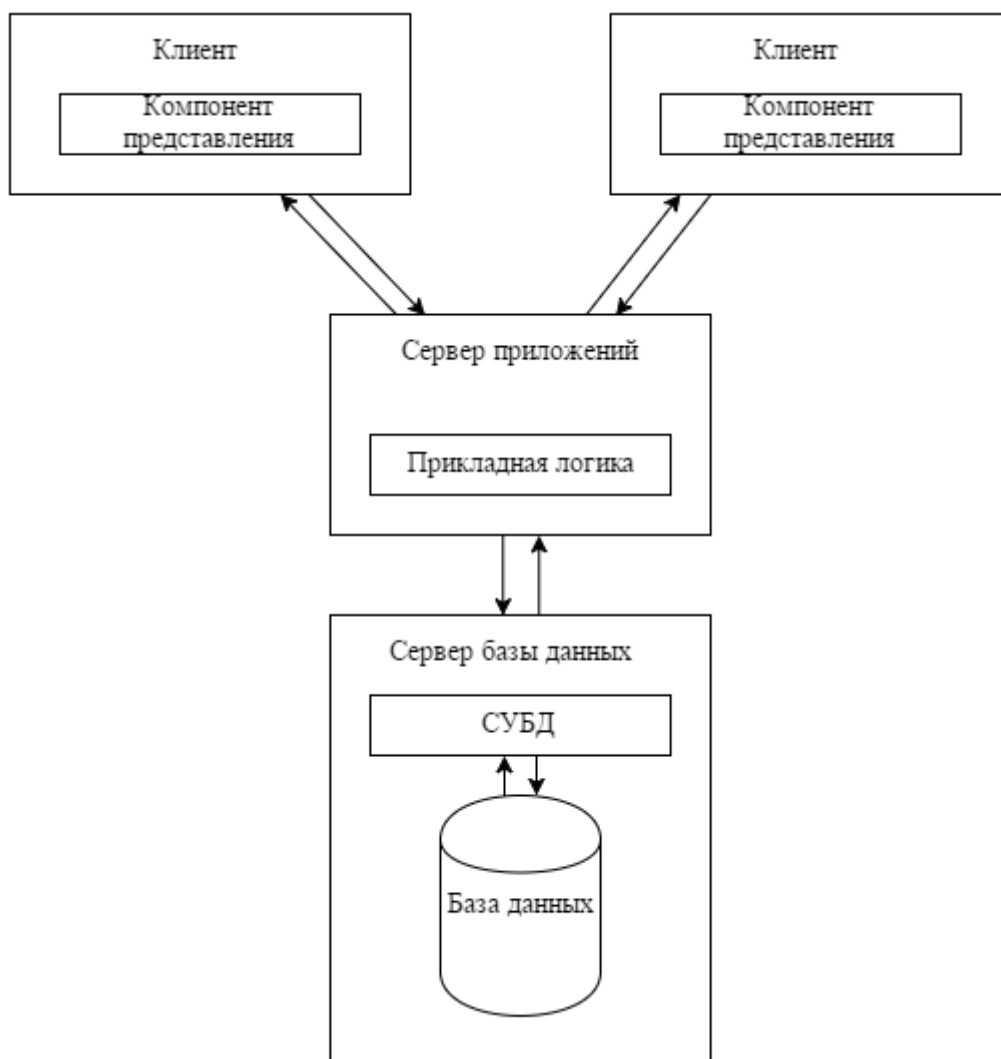 Клиент
Компонент
представления
Клиент
Компонент
представления
Сервер приложений
Прикладная логика
Сервер базы данных
СУБД
База данных